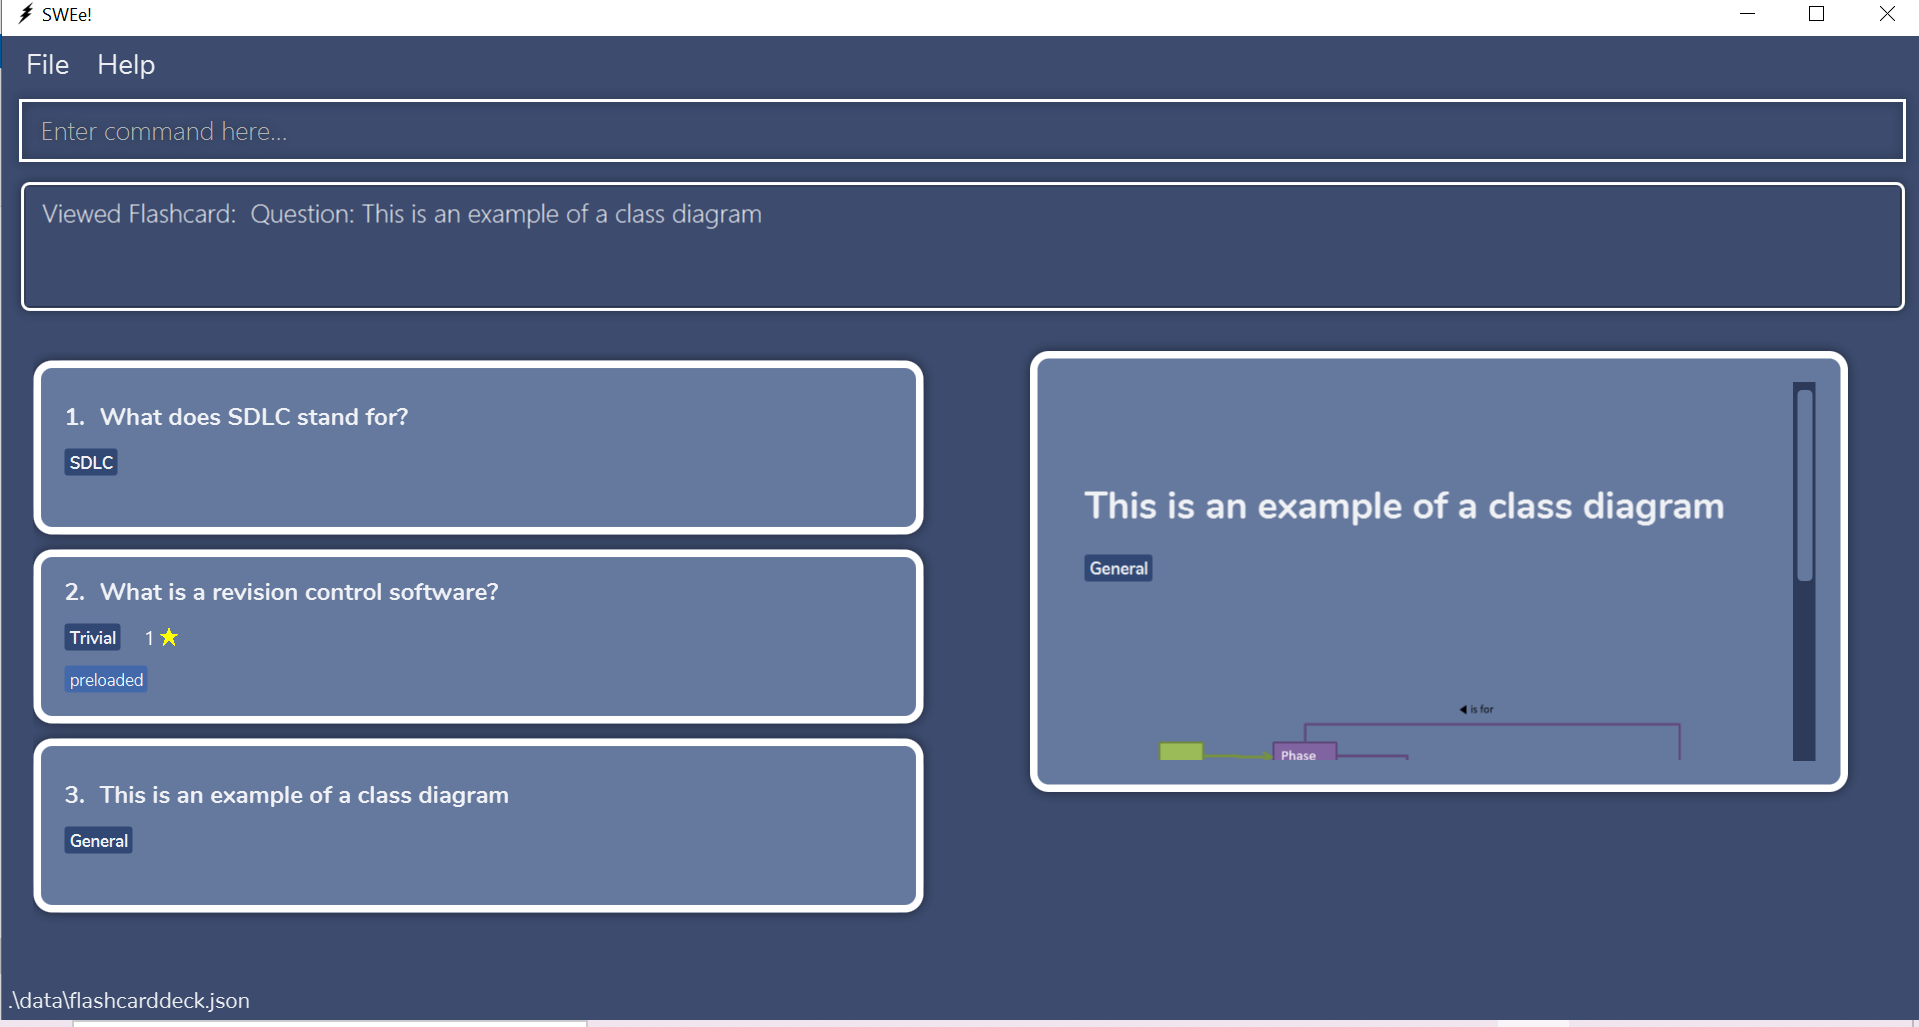 SWEe!
File Help
Enter command here...
Viewed Flashcard: Question: This is an example of a class diagram
1. What does SDLC stand for?
SDLC
2. What is a revision control software?
Trivial 1
preloaded
3. This is an example of a class diagram
General
This is an example of a class diagram
General
is for
Phase
.\data\flashcarddeck.json